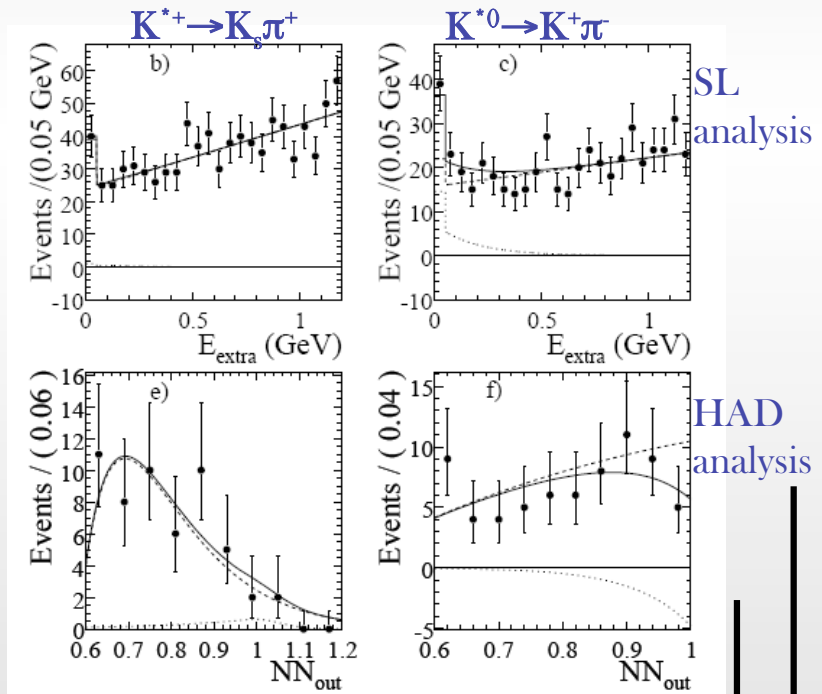 K*+→Ksπ+
K*0→K+π-
b)
Events /(0.05 GeV)
60
50
40
30
20
10
0
-10
0
0.5
1
Eextra (GeV)
c)
Events /(0.05 GeV)
40
30
20
10
0
-10
0
0.5
1
Eextra (GeV)
SL
analysis
e)
Events / ( 0.06 )
16
14
12
10
8
6
4
2
0
0.6 0.7 0.8 0.9 1 1.1 1.2
NNout
f)
Events / ( 0.04 )
15
10
5
0
-5
0.6 0.7 0.8 0.9 1
NNout
HAD
analysis